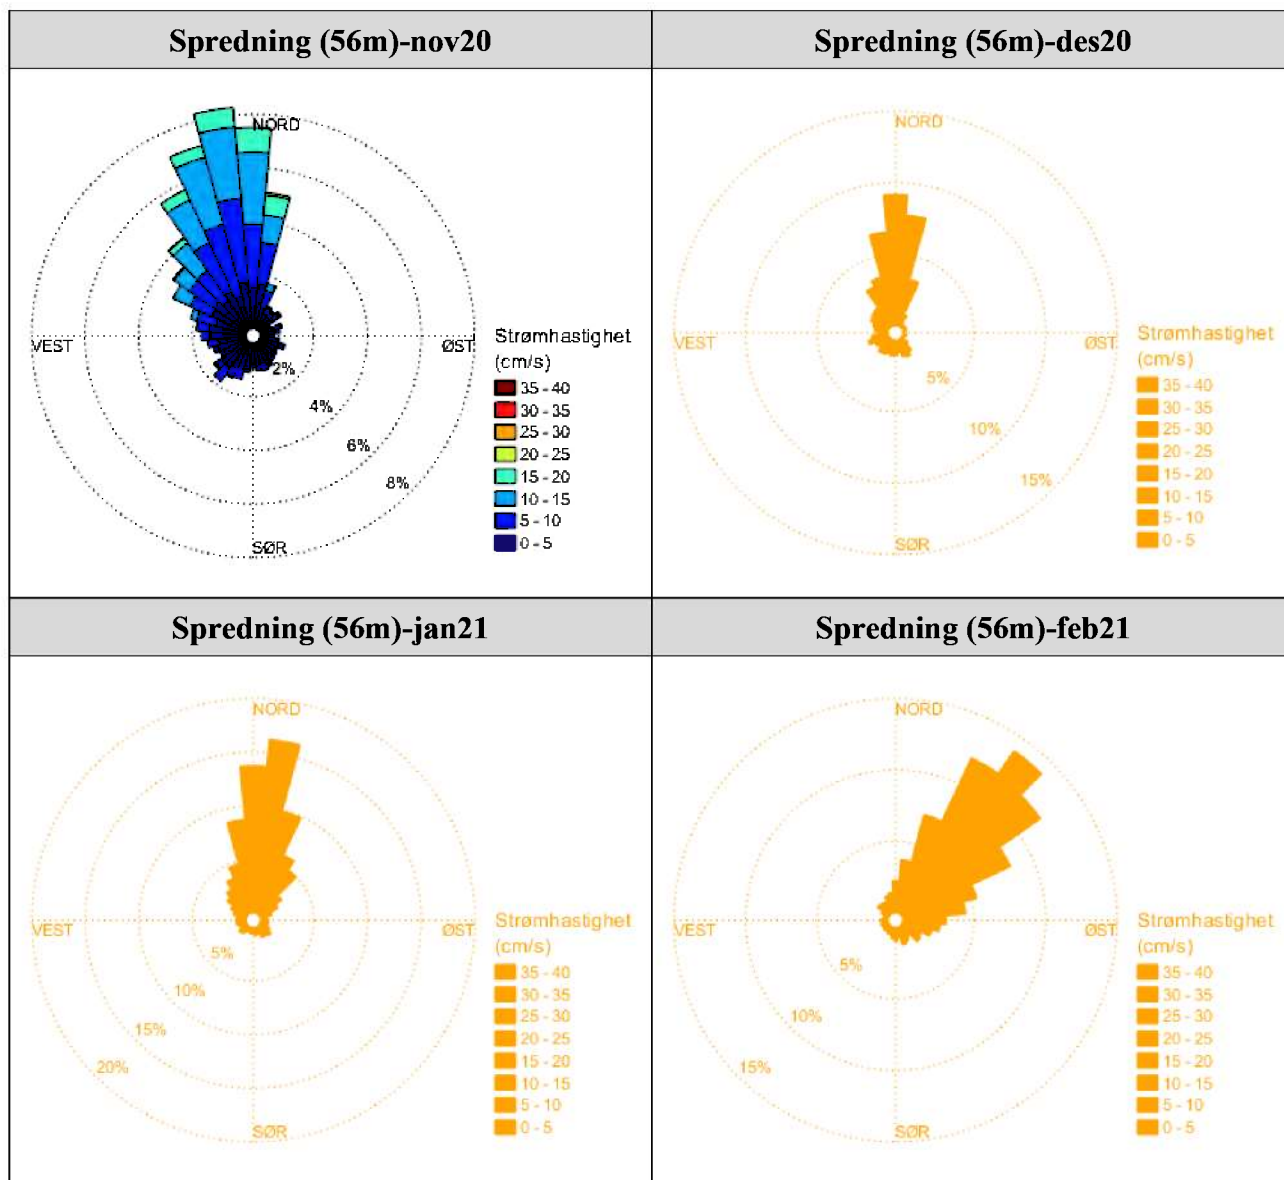 Spredning (56m)-nov20
NORD
VEST
ØST
SØR
2%
4%
6%
8%
Strømhastighet
(cm/s)
35 - 40
30 - 35
25 - 30
20 - 25
15 - 20
10 - 15
5 - 10
0 - 5
Spredning (56m)-des20
NORD
VEST
ØST
SØR
5%
10%
15%
Strømhastighet
(cm/s)
35 - 40
30 - 35
25 - 30
20 - 25
15 - 20
10 - 15
5 - 10
0 - 5
Spredning (56m)-jan21
NORD
VEST
ØST
SØR
5%
10%
15%
20%
Strømhastighet
(cm/s)
35 - 40
30 - 35
25 - 30
20 - 25
15 - 20
10 - 15
5 - 10
0 - 5
Spredning (56m)-feb21
NORD
VEST
ØST
SØR
5%
10%
15%
Strømhastighet
(cm/s)
35 - 40
30 - 35
25 - 30
20 - 25
15 - 20
10 - 15
5 - 10
0 - 5